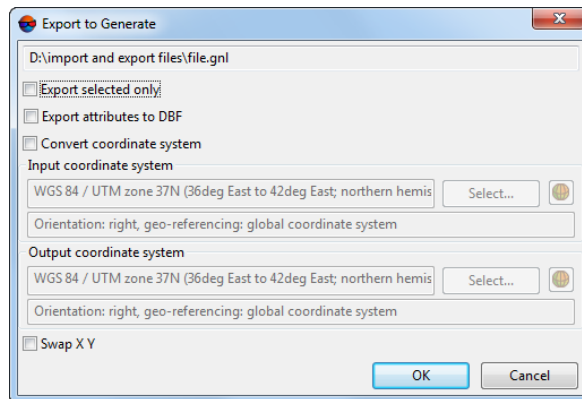 Export to Generate
D:\import and export files\file.gnl
Export selected only
Export attributes to DBF
Convert coordinate system
Input coordinate system
WGS 84 / UTM zone 37N (36deg East to 42deg East; northern hemis
Select...
Orientation: right, geo-referencing: global coordinate system
Output coordinate system
WGS 84 / UTM zone 37N (36deg East to 42deg East; northern hemis
Select...
Orientation: right, geo-referencing: global coordinate system
Swap X Y
OK
Cancel